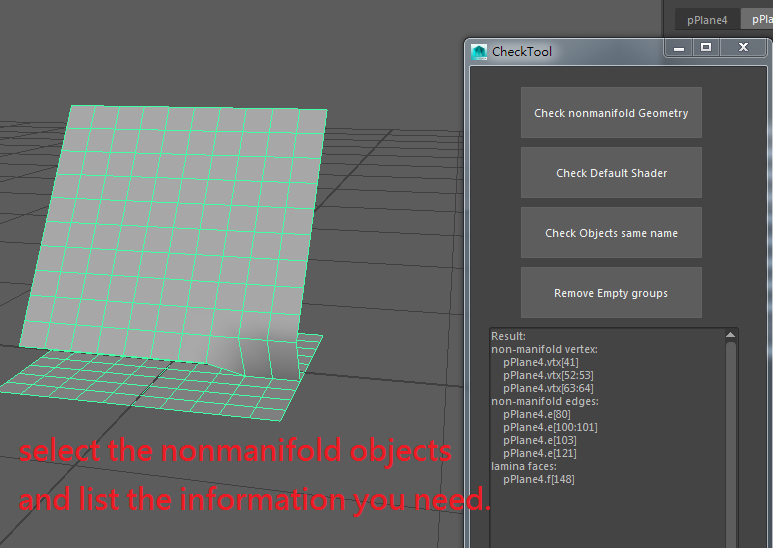 pPlane4
pPla
CheckTool
Check nonmanifold Geometry
Check Default Shader
Check Objects same name
Remove Empty groups
Result:
non-manifold vertex:
pPlane4.vtx[41]
pPlane4.vtx[52:53]
pPlane4.vtx[63:64]
non-manifold edges:
pPlane4.e[80]
pPlane4.e[100:101]
pPlane4.e[103]
pPlane4.e[121]
lamina faces:
pPlane4.f[148]
select the nonmanifold objects
and list the information you need.